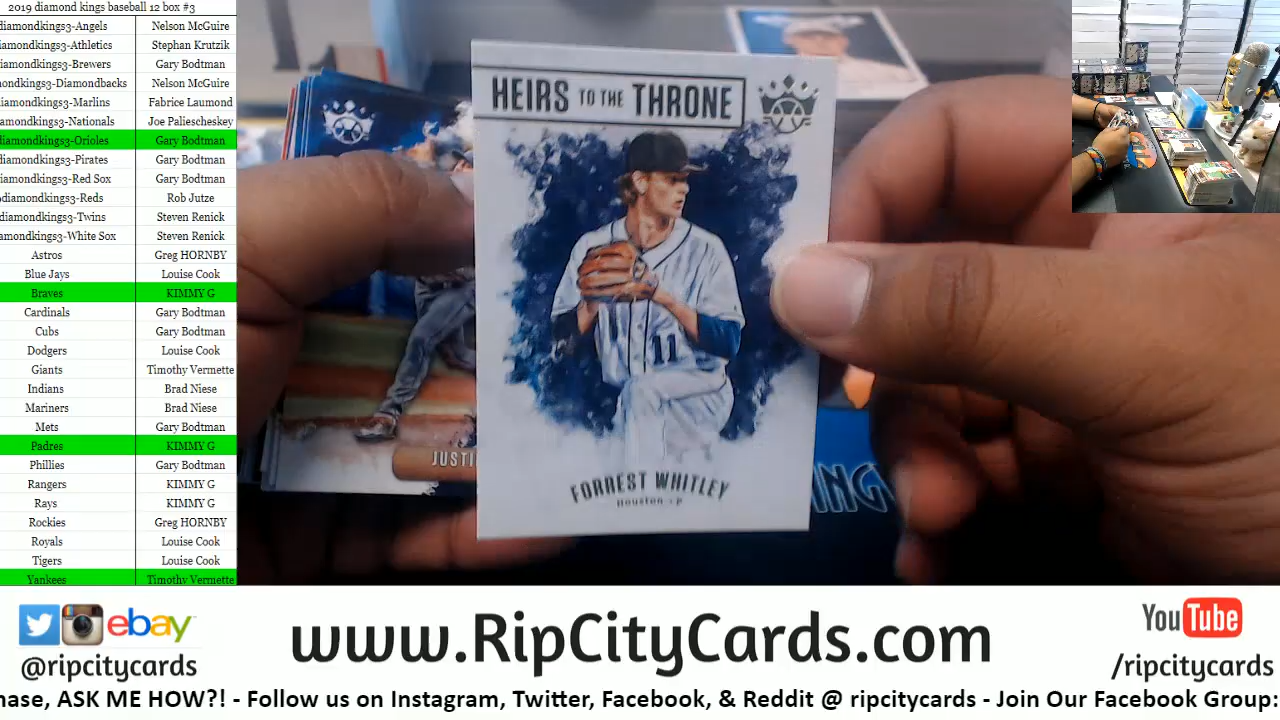 2019 diamond kings baseball 12 box #3
diamondkings3-Angels Nelson McGuire
iamondkings3-Athletics Stephan Krutzik
iamondkings3-Brewers Gary Bodtman
nondkings3-Diamondbacks Nelson McGuire
iamondkings3-Marlins Fabrice Laumond
iamondkings3-Nationals Joe Paliescheskey
diamondkings3-Orioles Gary Bodtman
diamondkings3-Pirates Gary Bodtman
iamondkings3-Red Sox Gary Bodtman
diamondkings3-Reds Rob Jutze
diamondkings3-Twins Steven Renick
amondkings3-White Sox Steven Renick
Astros Greg HORNBY
Blue Jays Louise Cook
Braves KIMMY G
Cardinals Gary Bodtman
Cubs Gary Bodtman
Dodgers Louise Cook
Giants Timothy Vermette
Indians Brad Niese
Mariners Brad Niese
Mets Gary Bodtman
Padres KIMMY G
Phillies Gary Bodtman
Rangers KIMMY G
Rays KIMMY G
Rockies Greg HORNBY
Royals Louise Cook
Tigers Louise Cook
Yankees Timothy Vermette
HEIRS TO THE THRONE
11
FORREST WHITLEY
HOUSTON - P
JUSTI
ING
ebay
@ripcitycards
www.RipCityCards.com
YouTube
/ripcitycards
hase, ASK ME HOW?! - Follow us on Instagram, Twitter, Facebook, & Reddit @ ripcitycards - Join Our Facebook Group: